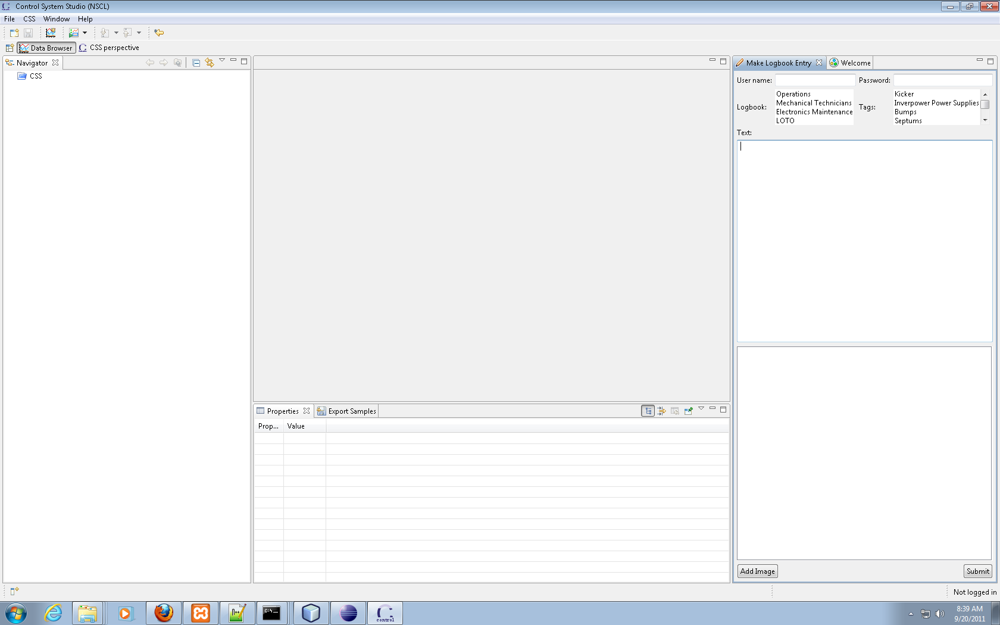 Control System Studio (NSCL)
File CSS Window Help
Data Browser CSS perspective
Navigator
CSS
Make Logbook Entry Welcome
User name: Password:
Logbook:
Operations
Mechanical Technicians
Electronics Maintenance
LOTO
Tags:
Kicker
Inverpower Power Supplies
Bumps
Septums
Text:
Properties Export Samples
Prop... Value
Add Image Submit
Not logged in
C:\_
control
8:39 AM
9/20/2011